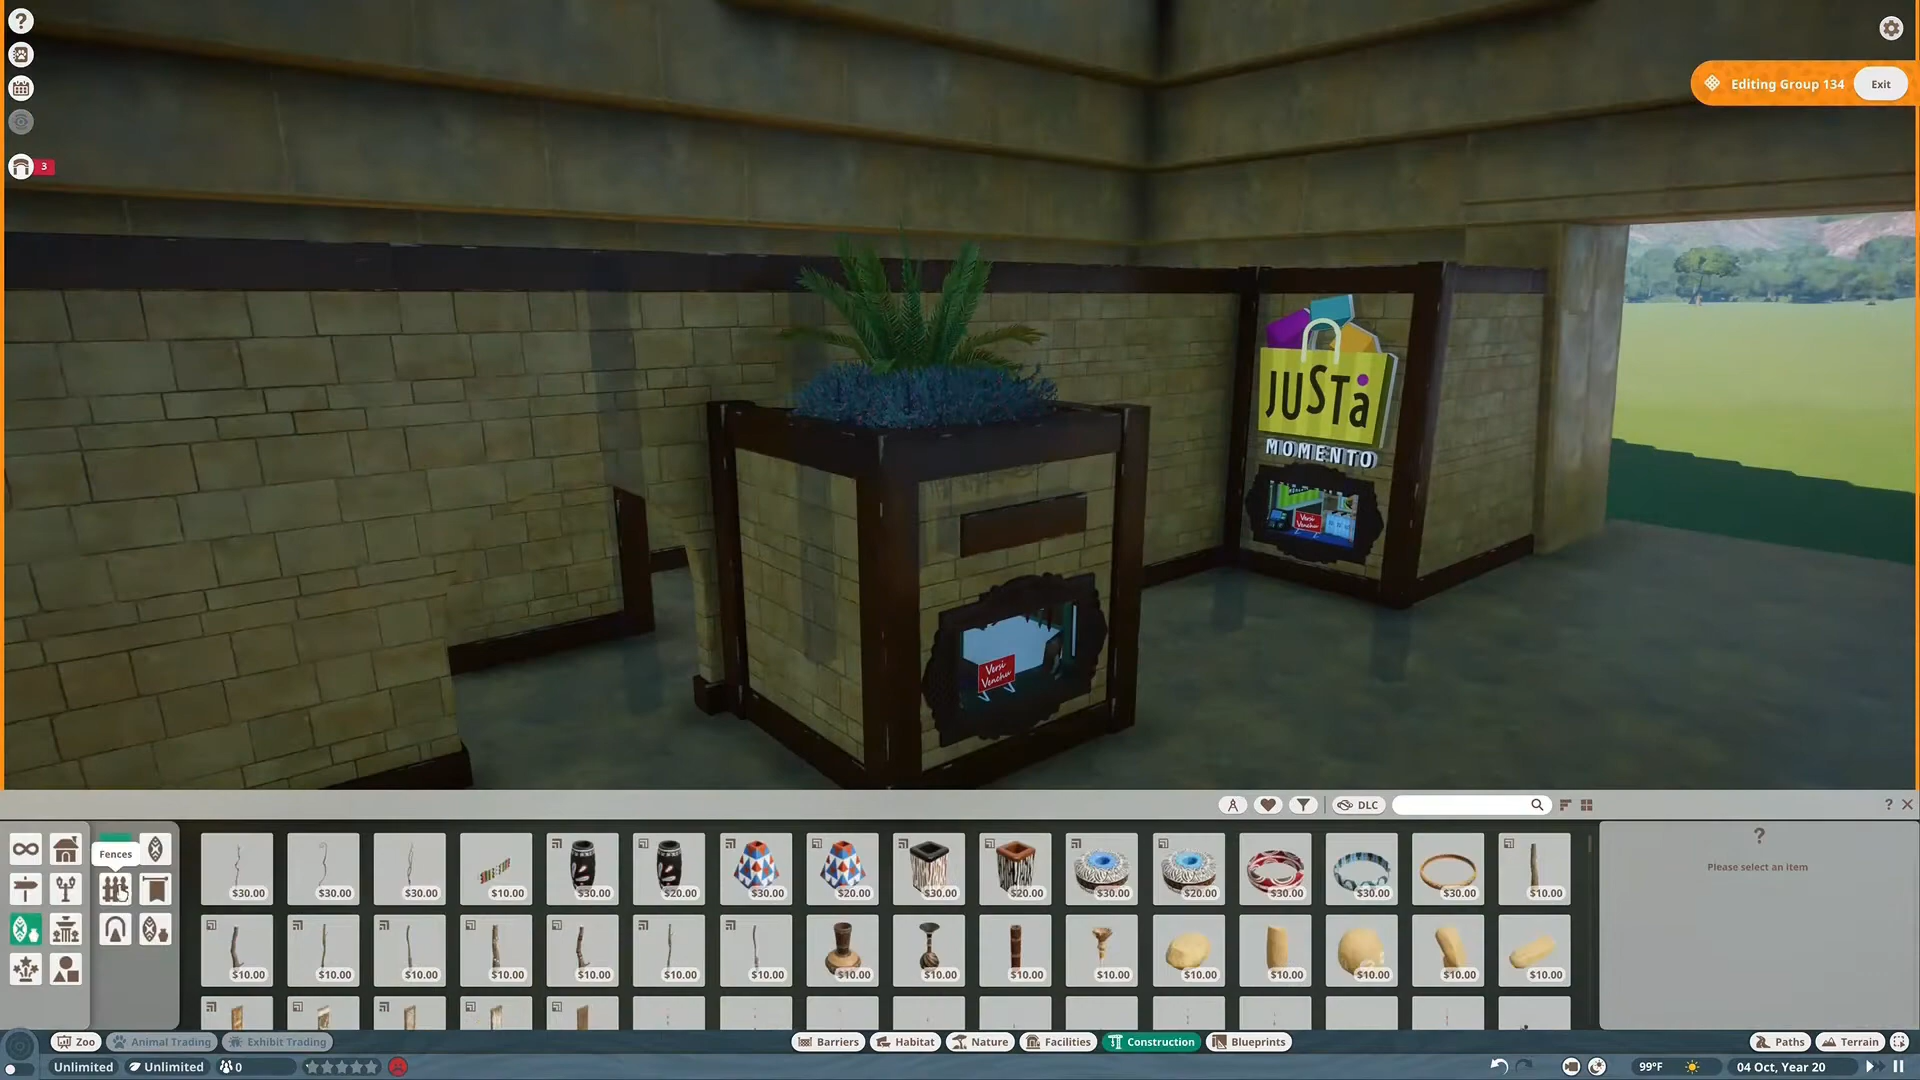 Editing Group 134
Exit
3
JUSTa
MOMENTO
Versi
Venchu
Versi
Venchu
DLC
?
Fences
$30.00 $30.00 $30.00 $10.00 $30.00 $20.00 $30.00 $20.00 $30.00 $20.00 $30.00 $20.00 $30.00 $30.00 $30.00 $10.00
Please select an item
$10.00 $10.00 $10.00 $10.00 $10.00 $10.00 $10.00 $10.00 $10.00 $10.00 $10.00 $10.00 $10.00 $10.00 $10.00 $10.00
Zoo Animal Trading Exhibit Trading Barriers Habitat Nature Facilities Construction Blueprints Paths Terrain
Unlimited Unlimited 0 99°F 04 Oct, Year 20